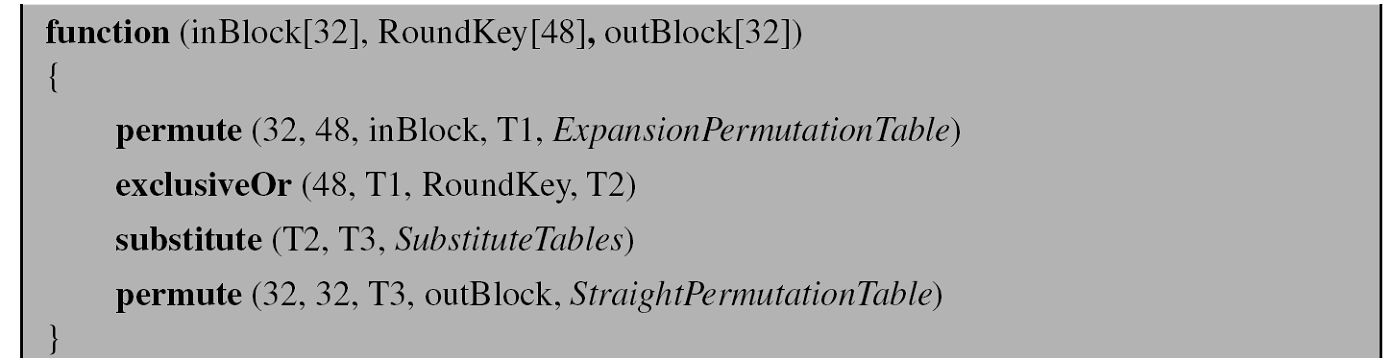 function (inBlock[32], RoundKey[48], outBlock[32])
{
permute (32, 48, inBlock, T1, ExpansionPermutationTable)
exclusiveOr (48, T1, RoundKey, T2)
substitute (T2, T3, SubstituteTables)
permute (32, 32, T3, outBlock, StraightPermutationTable)
}